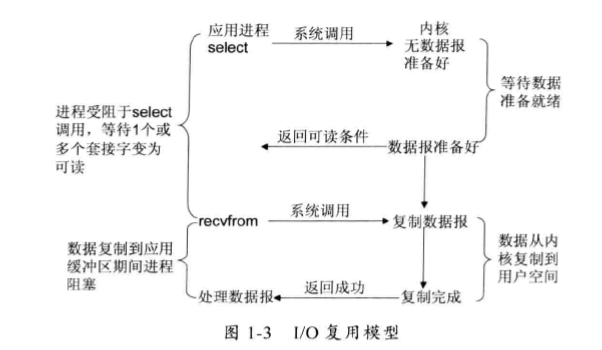 应用进程
select
系统调用
内核
无数据报
准备好
等待数据
准备就绪
进程受阻于select
调用，等待1个或
多个套接字变为
可读
返回可读条件
数据报准备好
recvfrom
系统调用
复制数据报
数据复制到应用
缓冲区期间进程
阻塞
数据从内
核复制到
用户空间
处理数据报
返回成功
复制完成
图 1-3 I/O 复用模型